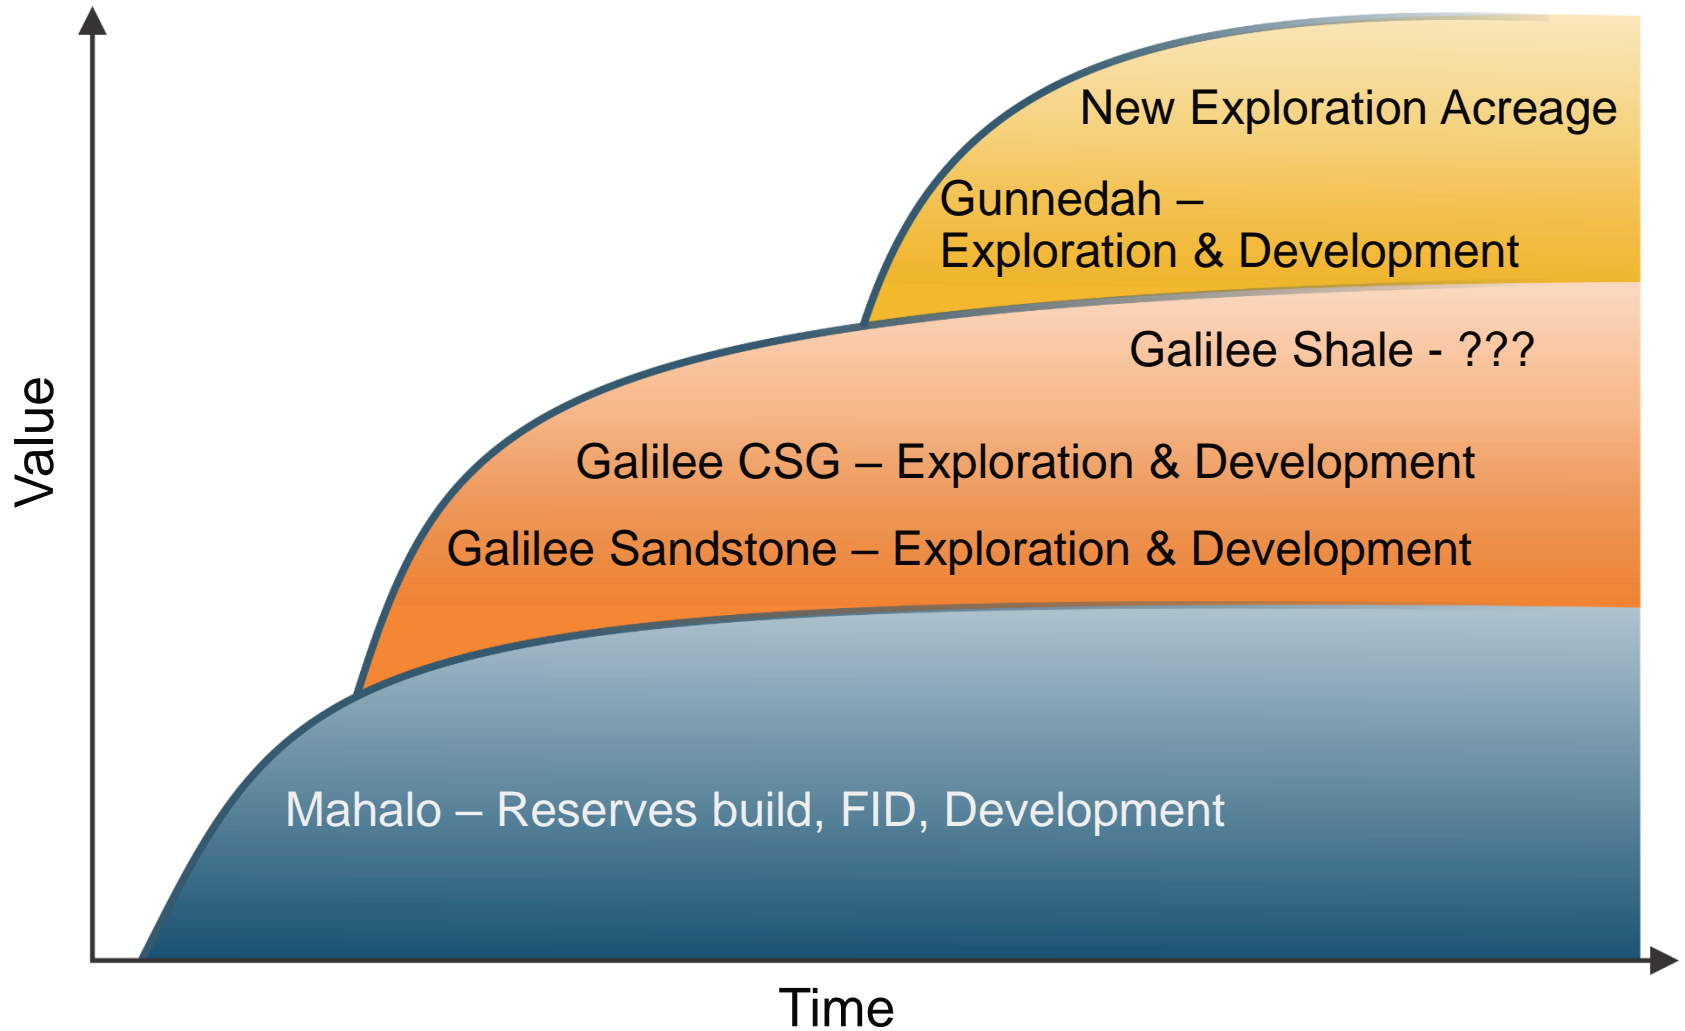 New Exploration Acreage
Gunnedah –
Exploration & Development
Galilee Shale - ???
Galilee CSG – Exploration & Development
Galilee Sandstone – Exploration & Development
Mahalo – Reserves build, FID, Development
Value
Time